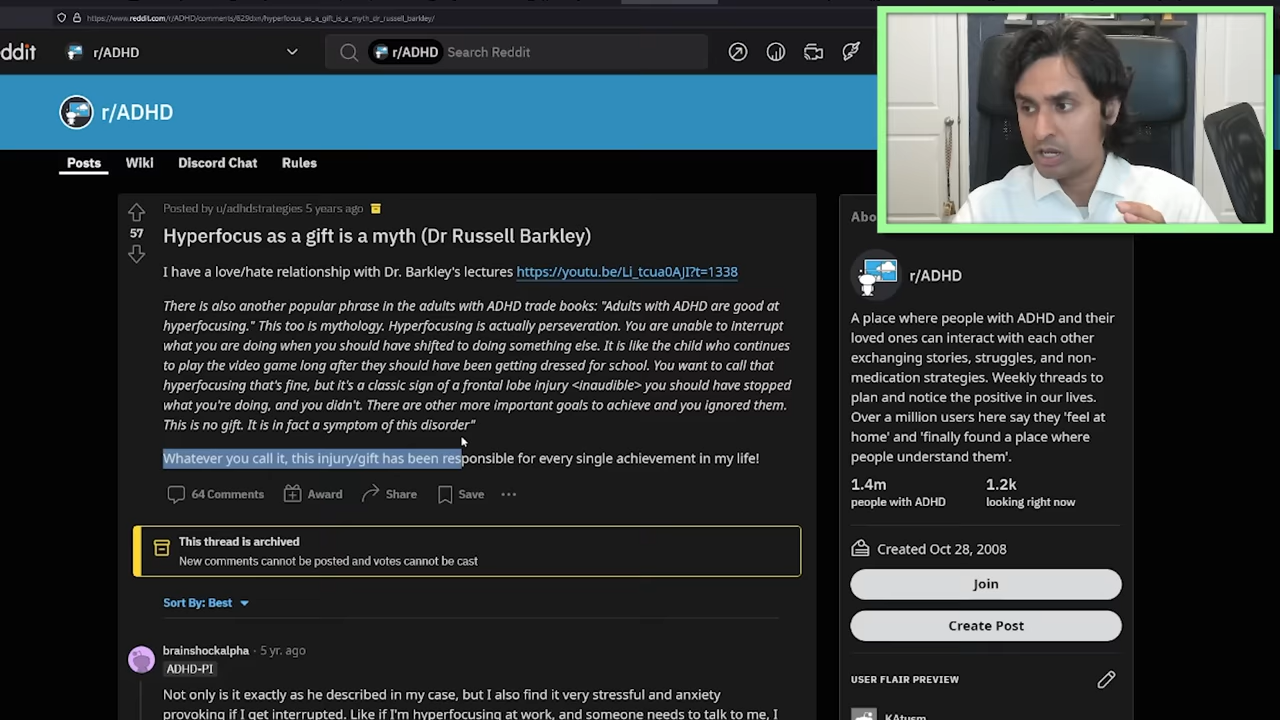 https://www.reddit.com/r/ADHD/comments/829dxn/hyperfocus_as_a_gift_is_a_myth_dr_russell_barkley/
ddit
r/ADHD
r/ADHD Search Reddit
r/ADHD
Posts Wiki Discord Chat Rules
Posted by u/adhdstrategies 5 years ago
57
Hyperfocus as a gift is a myth (Dr Russell Barkley)
I have a love/hate relationship with Dr. Barkley's lectures https://youtu.be/Li_tcua0AJI?t=1338
There is also another popular phrase in the adults with ADHD trade books: "Adults with ADHD are good at
hyperfocusing." This too is mythology. Hyperfocusing is actually perseveration. You are unable to interrupt
what you are doing when you should have shifted to doing something else. It is like the child who continues
to play the video game long after they should have been getting dressed for school. You want to call that
hyperfocusing that's fine, but it's a classic sign of a frontal lobe injury <inaudible> you should have stopped
what you're doing, and you didn't. There are other more important goals to achieve and you ignored them.
This is no gift. It is in fact a symptom of this disorder"
Whatever you call it, this injury/gift has been responsible for every single achievement in my life!
64 Comments Award Share Save
This thread is archived
New comments cannot be posted and votes cannot be cast
Sort By: Best
brainshockalpha · 5 yr. ago
ADHD-PI
Not only is it exactly as he described in my case, but I also find it very stressful and anxiety
provoking if I get interrupted. Like if I'm hyperfocusing at work, and someone needs to talk to me, I
Abo
r/ADHD
A place where people with ADHD and their
loved ones can interact with each other
exchanging stories, struggles, and non-
medication strategies. Weekly threads to
plan and notice the positive in our lives.
Over a million users here say they 'feel at
home' and 'finally found a place where
people understand them'.
1.4m 1.2k
people with ADHD looking right now
Created Oct 28, 2008
Join
Create Post
USER FLAIR PREVIEW
KAtusm